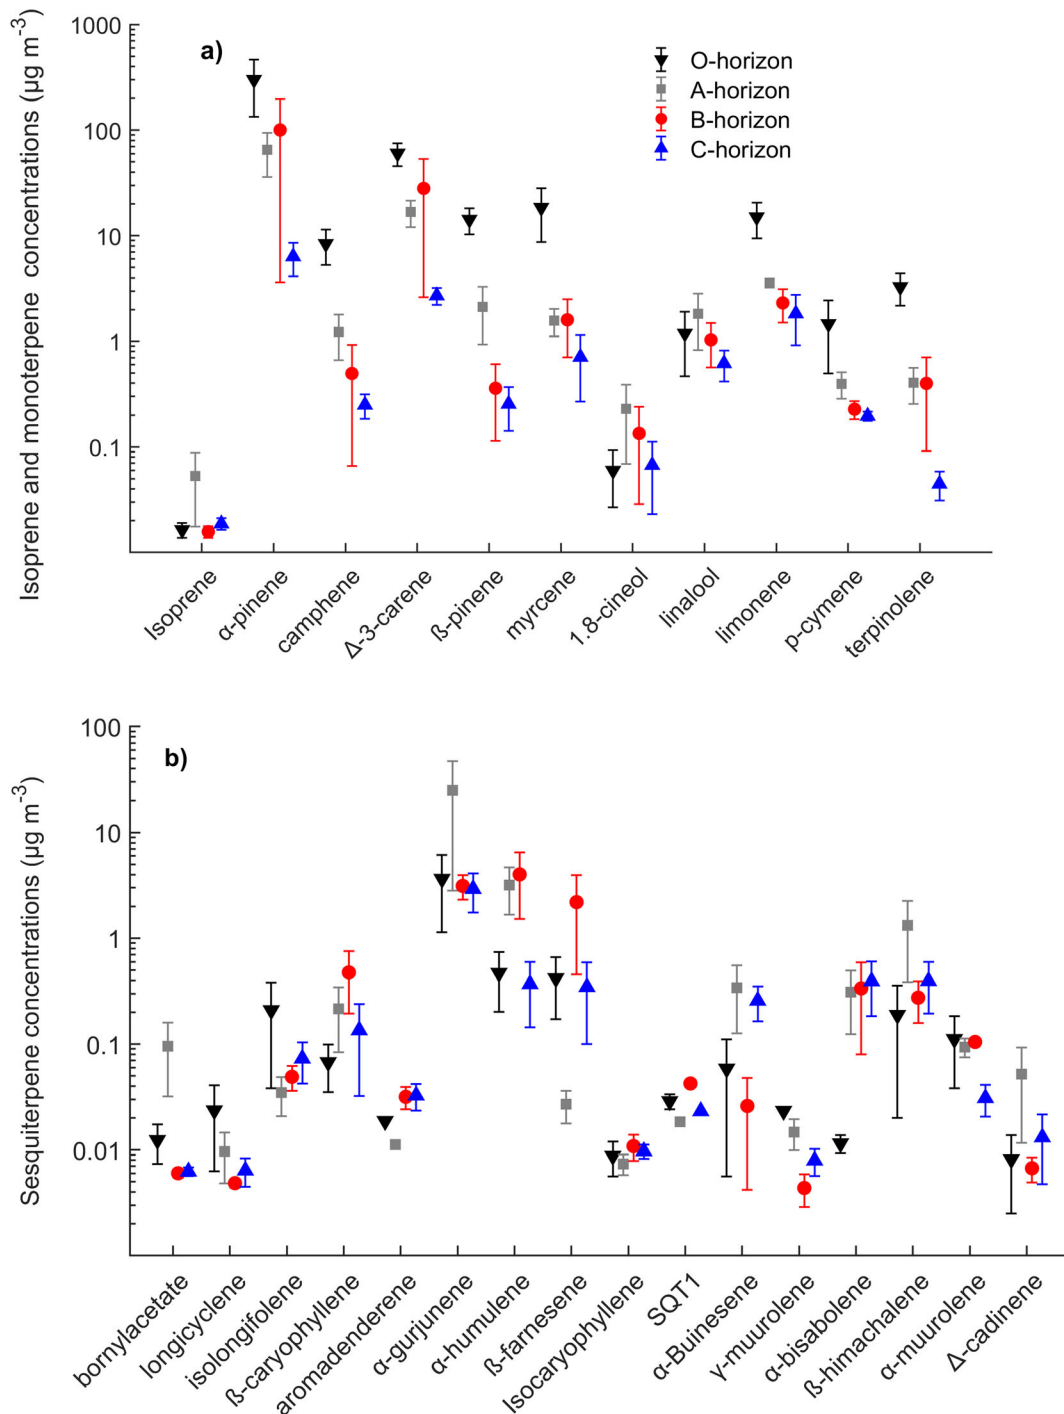 Isoprene and monoterpene concentrations (µg m⁻³)
1000
100
10
1
0.1
a)
O-horizon
A-horizon
B-horizon
C-horizon
Isoprene
α-pinene
camphene
Δ-3-carene
ß-pinene
myrcene
1.8-cineol
linalool
limonene
p-cymene
terpinolene
Sesquiterpene concentrations (µg m⁻³)
100
10
1
0.1
0.01
b)
bornylacetate
longicyclene
isolongifolene
ß-caryophyllene
aromadenderene
α-gurjunene
α-humulene
ß-farnesene
Isocaryophyllene
SQT1
α-Buinesene
γ-muurolene
α-bisabolene
ß-himachalene
α-muurolene
Δ-cadinene